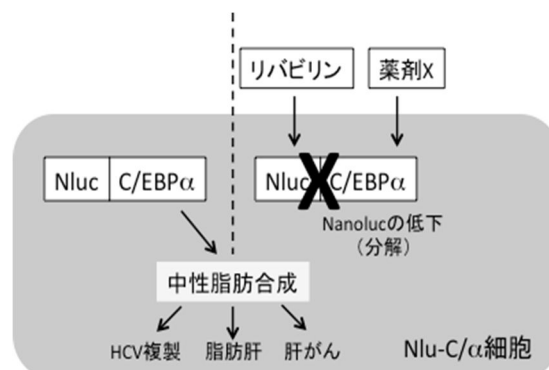 リバビリン
薬剤X
Nluc C/EBPα
Nluc C/EBPα
Nanolucの低下
（分解）
中性脂肪合成
HCV複製 脂肪肝 肝がん
Nlu-C/α細胞